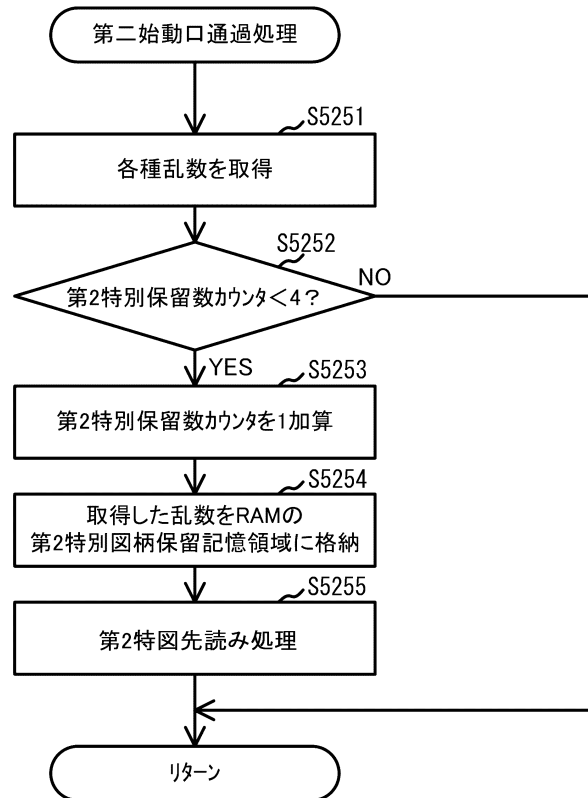 第二始動口通過処理
S5251
各種乱数を取得
S5252
第2特別保留数カウンタ<4?
NO
YES
S5253
第2特別保留数カウンタを1加算
S5254
取得した乱数をRAMの
第2特別図柄保留記憶領域に格納
S5255
第2特図先読み処理
リターン